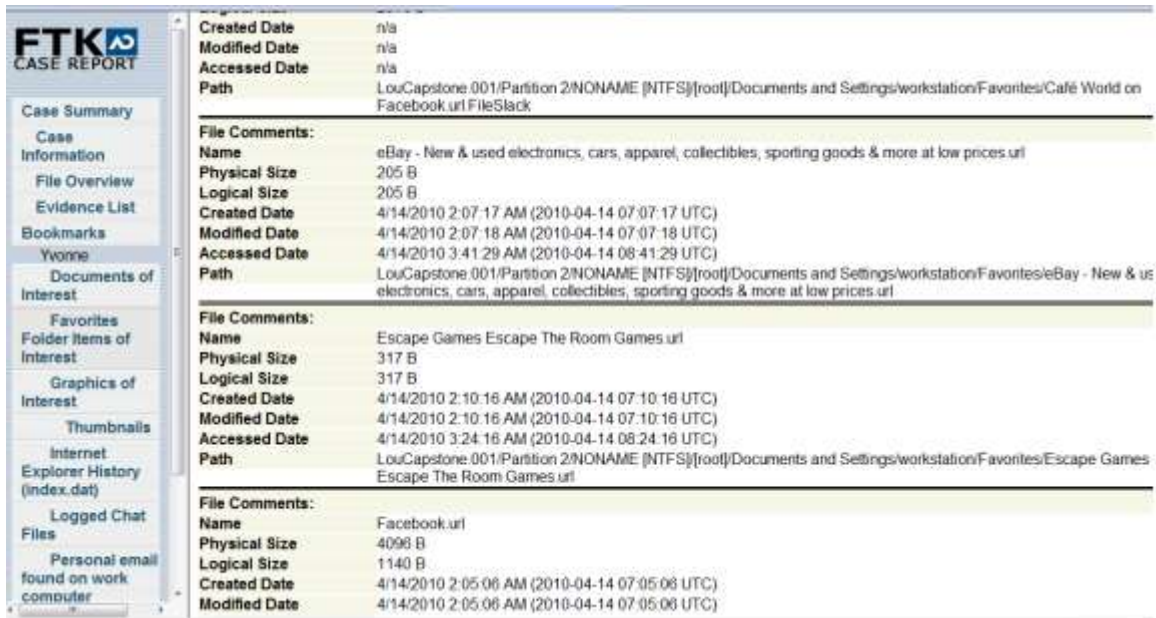 FTK
CASE REPORT
Case Summary
Case
Information
File Overview
Evidence List
Bookmarks
Yvonne
Documents of
Interest
Favorites
Folder Items of
Interest
Graphics of
Interest
Thumbnails
Internet
Explorer History
(index.dat)
Logged Chat
Files
Personal email
found on work
computer
Created Date n/a
Modified Date n/a
Accessed Date n/a
Path LouCapstone.001/Partition 2/NONAME [NTFS]/[root]/Documents and Settings/workstation/Favorites/Café World on
Facebook.url.FileSlack
File Comments:
Name eBay - New & used electronics, cars, apparel, collectibles, sporting goods & more at low prices.url
Physical Size 205 B
Logical Size 205 B
Created Date 4/14/2010 2:07:17 AM (2010-04-14 07:07:17 UTC)
Modified Date 4/14/2010 2:07:18 AM (2010-04-14 07:07:18 UTC)
Accessed Date 4/14/2010 3:41:29 AM (2010-04-14 08:41:29 UTC)
Path LouCapstone.001/Partition 2/NONAME [NTFS]/[root]/Documents and Settings/workstation/Favorites/eBay - New & us
electronics, cars, apparel, collectibles, sporting goods & more at low prices.url
File Comments:
Name Escape Games Escape The Room Games.url
Physical Size 317 B
Logical Size 317 B
Created Date 4/14/2010 2:10:16 AM (2010-04-14 07:10:16 UTC)
Modified Date 4/14/2010 2:10:16 AM (2010-04-14 07:10:16 UTC)
Accessed Date 4/14/2010 3:24:16 AM (2010-04-14 08:24:16 UTC)
Path LouCapstone.001/Partition 2/NONAME [NTFS]/[root]/Documents and Settings/workstation/Favorites/Escape Games
Escape The Room Games.url
File Comments:
Name Facebook.url
Physical Size 4096 B
Logical Size 1140 B
Created Date 4/14/2010 2:05:06 AM (2010-04-14 07:05:06 UTC)
Modified Date 4/14/2010 2:05:06 AM (2010-04-14 07:05:06 UTC)